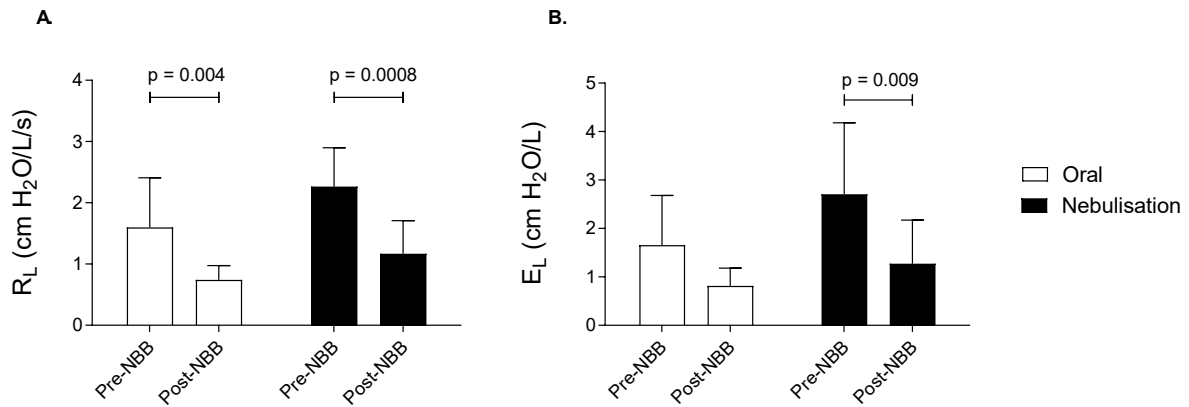 A.
B.
p = 0.004
p = 0.0008
R_L (cm H₂O/L/s)
4
3
2
1
0
Pre-NBB
Post-NBB
Pre-NBB
Post-NBB
p = 0.009
E_L (cm H₂O/L)
5
4
3
2
1
0
Pre-NBB
Post-NBB
Pre-NBB
Post-NBB
Oral
Nebulisation